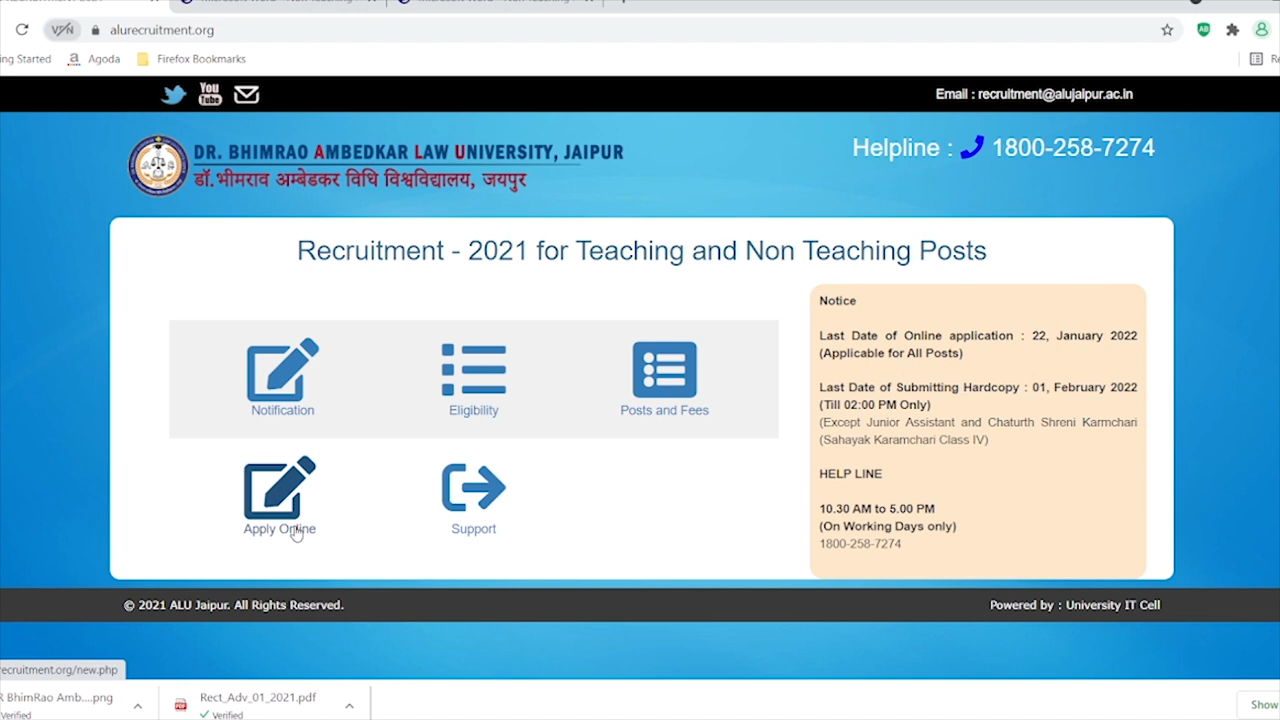 alurecruitment.org
ing Started
Agoda
Firefox Bookmarks
You
Tube
Email : recruitment@alujaipur.ac.in
DR. BHIMRAO AMBEDKAR LAW UNIVERSITY, JAIPUR
डॉ.भीमराव अम्बेडकर विधि विश्वविद्यालय, जयपुर
Helpline : 1800-258-7274
Recruitment - 2021 for Teaching and Non Teaching Posts
Notification
Eligibility
Posts and Fees
Apply Online
Support
Notice
Last Date of Online application : 22, January 2022
(Applicable for All Posts)
Last Date of Submitting Hardcopy : 01, February 2022
(Till 02:00 PM Only)
(Except Junior Assistant and Chaturth Shreni Karmchari
(Sahayak Karamchari Class IV)
HELP LINE
10.30 AM to 5.00 PM
(On Working Days only)
1800-258-7274
© 2021 ALU Jaipur. All Rights Reserved.
Powered by : University IT Cell
ecruitment.org/new.php
R BhimRao Amb....png
Verified
Rect_Adv_01_2021.pdf
Verified
Show